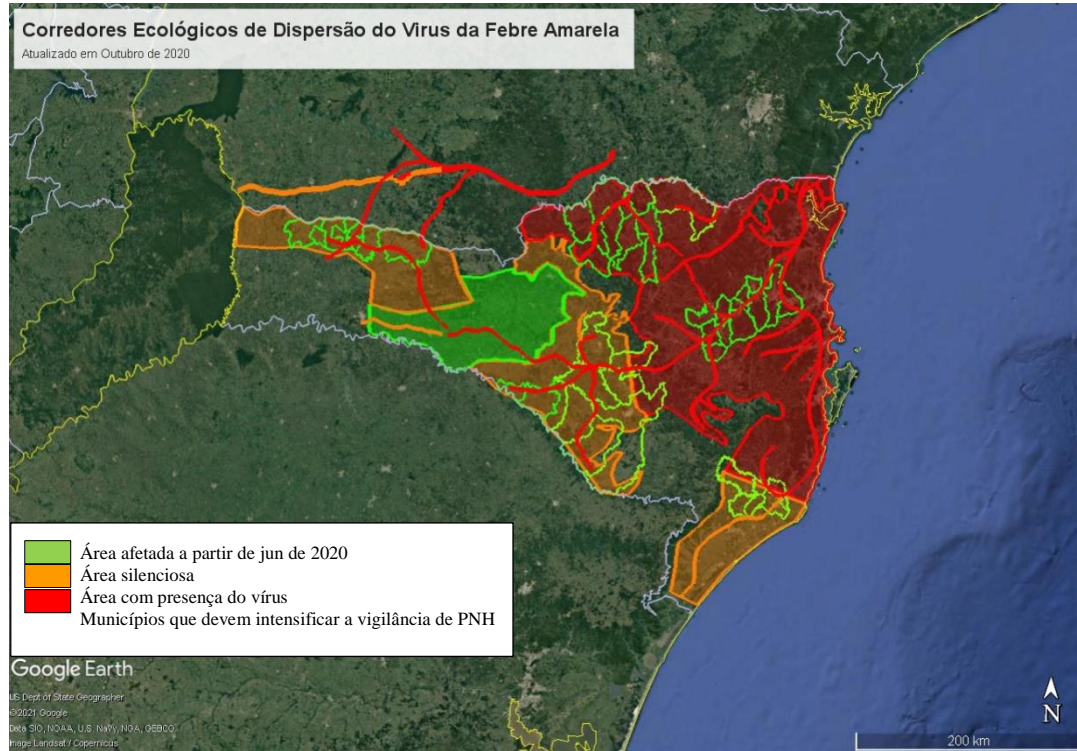 Corredores Ecológicos de Dispersão do Virus da Febre Amarela
Atualizado em Outubro de 2020
Área afetada a partir de jun de 2020
Área silenciosa
Área com presença do vírus
Municípios que devem intensificar a vigilância de PNH
Google Earth
US Dept of State Geographer
©2021 Google
Data SIO, NOAA, U.S. Navy, NGA, GEBCO
Image Landsat / Copernicus
N
200 km